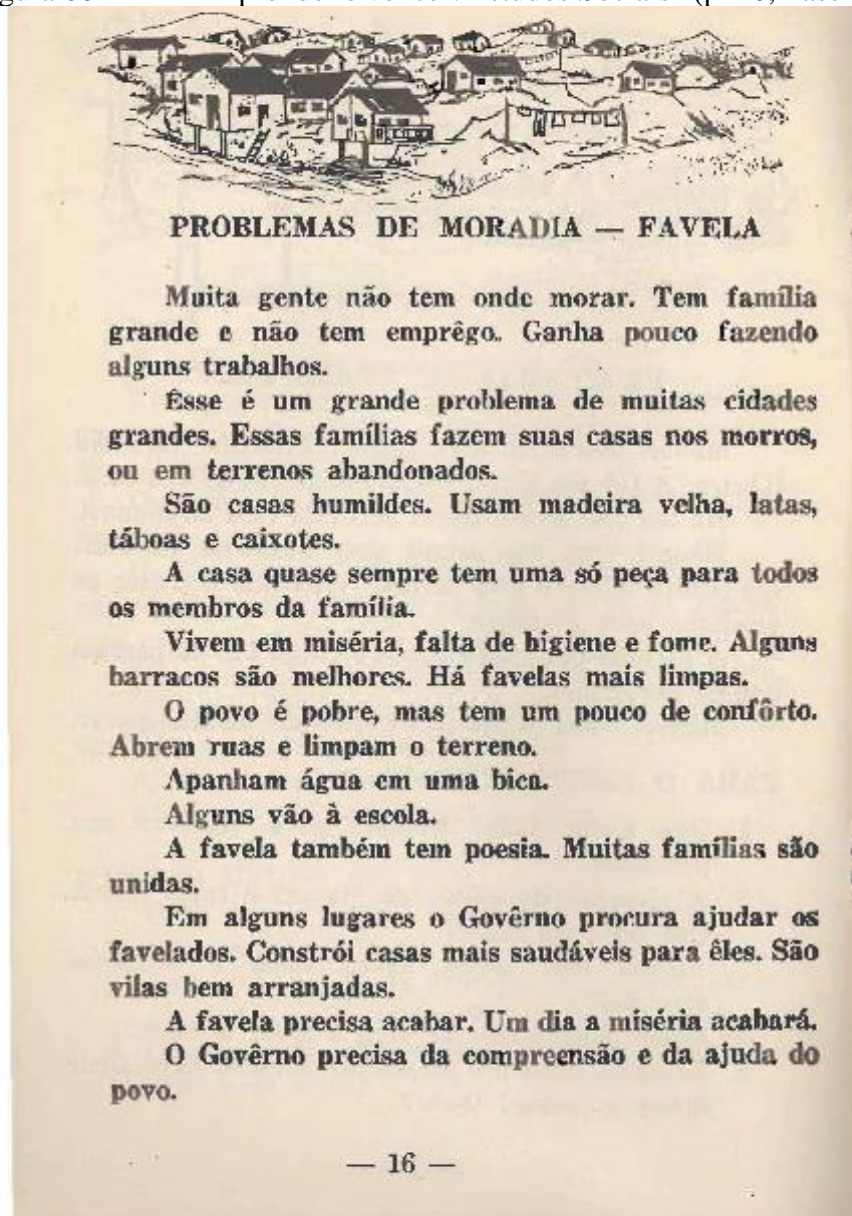 PROBLEMAS DE MORADIA — FAVELA
Muita gente não tem onde morar. Tem família
grande e não tem emprêgo. Ganha pouco fazendo
alguns trabalhos.
Êsse é um grande problema de muitas cidades
grandes. Essas famílias fazem suas casas nos morros,
ou em terrenos abandonados.
São casas humildes. Usam madeira velha, latas,
táboas e caixotes.
A casa quase sempre tem uma só peça para todos
os membros da família.
Vivem em miséria, falta de higiene e fome. Alguns
barracos são melhores. Há favelas mais limpas.
O povo é pobre, mas tem um pouco de confôrto.
Abrem ruas e limpam o terreno.
Apanham água em uma bica.
Alguns vão à escola.
A favela também tem poesia. Muitas famílias são
unidas.
Em alguns lugares o Govêrno procura ajudar os
favelados. Constrói casas mais saudáveis para êles. São
vilas bem arranjadas.
A favela precisa acabar. Um dia a miséria acabará.
O Govêrno precisa da compreensão e da ajuda do
povo.
— 16 —